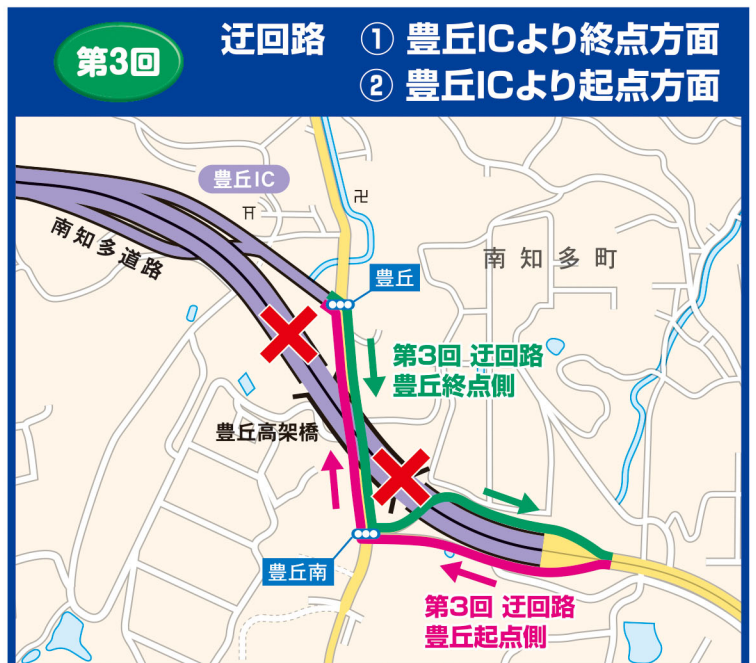 第3回
迂回路 ① 豊丘ICより終点方面
② 豊丘ICより起点方面
豊丘IC
南知多道路
南知多町
豊丘
第3回 迂回路
豊丘終点側
豊丘高架橋
豊丘南
第3回 迂回路
豊丘起点側